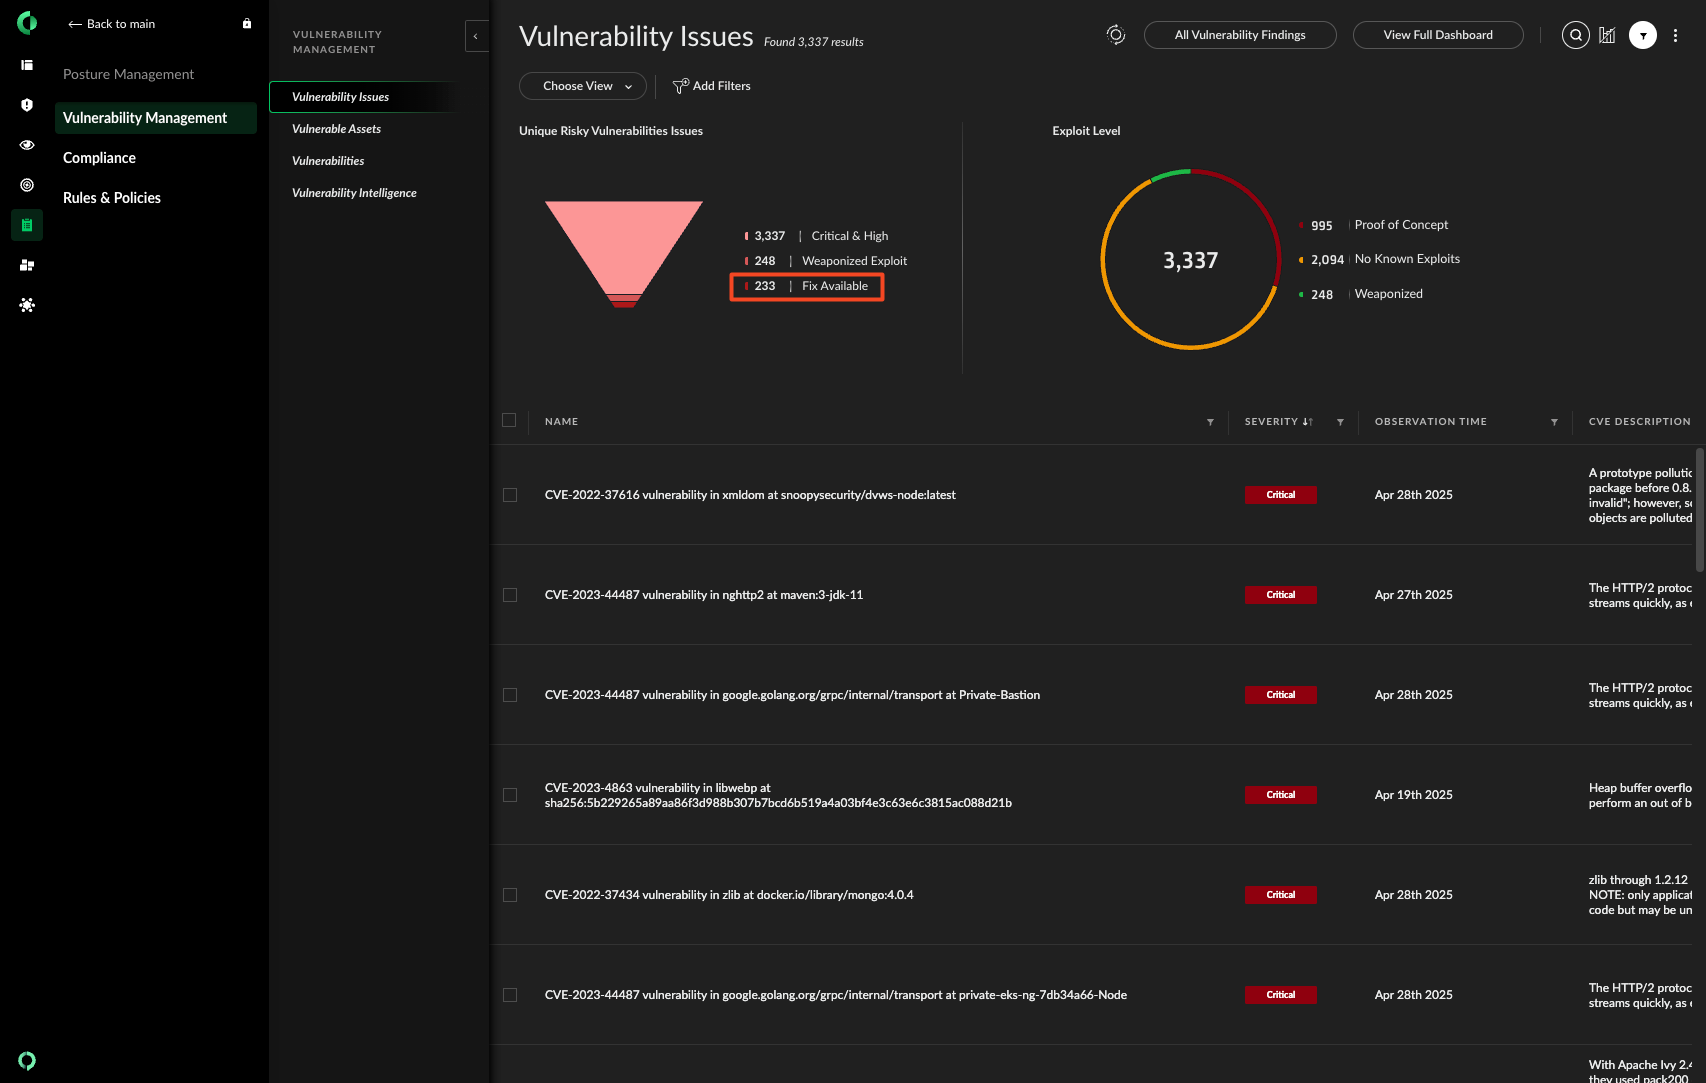 Back to main
Posture Management
Vulnerability Management
Compliance
Rules & Policies
VULNERABILITY
MANAGEMENT
Vulnerability Issues
Vulnerable Assets
Vulnerabilities
Vulnerability Intelligence
Vulnerability Issues Found 3,337 results
All Vulnerability Findings
View Full Dashboard
Choose View
Add Filters
Unique Risky Vulnerabilities Issues
3,337 | Critical & High
248 | Weaponized Exploit
233 | Fix Available
Exploit Level
3,337
995 | Proof of Concept
2,094 | No Known Exploits
248 | Weaponized
NAME SEVERITY OBSERVATION TIME CVE DESCRIPTION
CVE-2022-37616 vulnerability in xmldom at snoopysecurity/dvws-node:latest
Critical
Apr 28th 2025
A prototype pollutic
package before 0.8.
invalid"; however, s
objects are polluted
CVE-2023-44487 vulnerability in nghttp2 at maven:3-jdk-11
Critical
Apr 27th 2025
The HTTP/2 protoc
streams quickly, as
CVE-2023-44487 vulnerability in google.golang.org/grpc/internal/transport at Private-Bastion
Critical
Apr 28th 2025
The HTTP/2 protoc
streams quickly, as
CVE-2023-4863 vulnerability in libwebp at
sha256:5b229265a89aa86f3d988b307b7bcd6b519a4a03bf4e3c63e6c3815ac088d21b
Critical
Apr 19th 2025
Heap buffer overflo
perform an out of b
CVE-2022-37434 vulnerability in zlib at docker.io/library/mongo:4.0.4
Critical
Apr 28th 2025
zlib through 1.2.12
NOTE: only applicat
code but may be un
CVE-2023-44487 vulnerability in google.golang.org/grpc/internal/transport at private-eks-ng-7db34a66-Node
Critical
Apr 28th 2025
The HTTP/2 protoc
streams quickly, as
With Apache Ivy 2.4
they used pack200